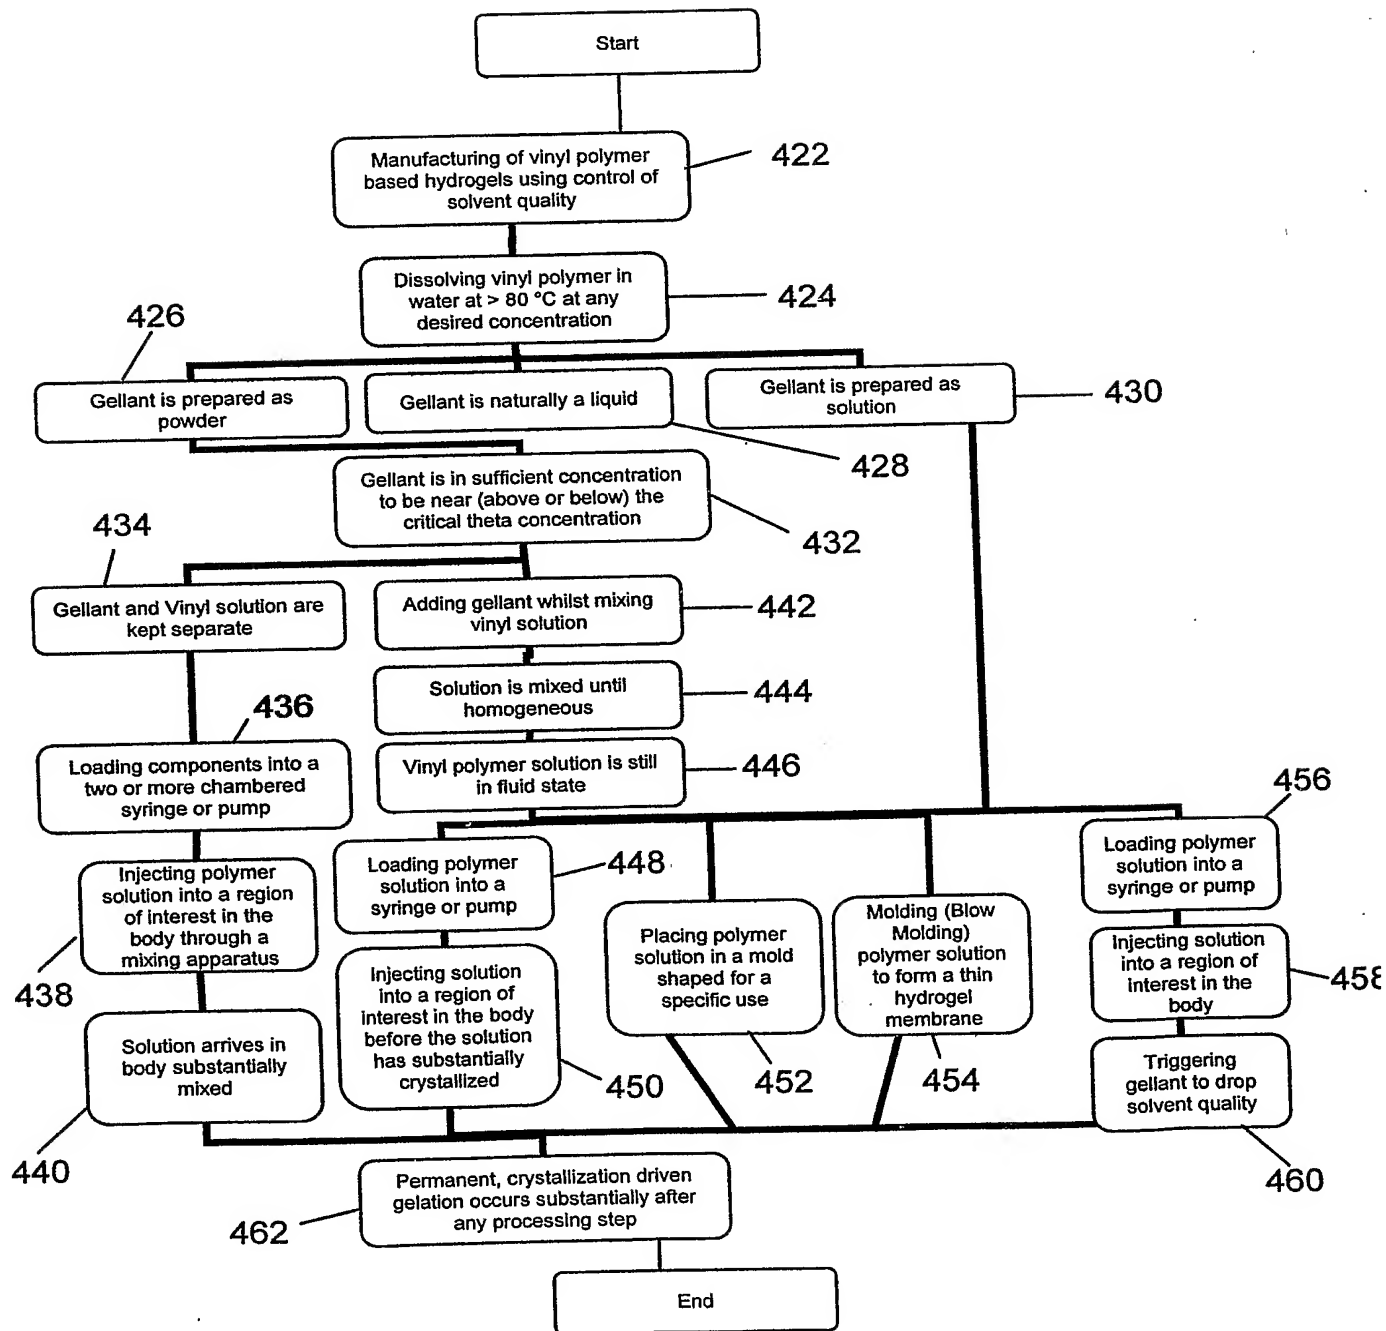 Start
Manufacturing of vinyl polymer
based hydrogels using control of
solvent quality
422
Dissolving vinyl polymer in
water at > 80 °C at any
desired concentration
424
426
Gellant is prepared as
powder
Gellant is naturally a liquid
428
Gellant is prepared as
solution
430
Gellant is in sufficient concentration
to be near (above or below) the
critical theta concentration
432
434
Gellant and Vinyl solution are
kept separate
Adding gellant whilst mixing
vinyl solution
442
Solution is mixed until
homogeneous
444
436
Loading components into a
two or more chambered
syringe or pump
Vinyl polymer solution is still
in fluid state
446
456
Injecting polymer
solution into a region
of interest in the
body through a
mixing apparatus
438
Loading polymer
solution into a
syringe or pump
448
Placing polymer
solution in a mold
shaped for a
specific use
452
Molding (Blow
Molding)
polymer solution
to form a thin
hydrogel
membrane
454
Loading polymer
solution into a
syringe or pump
Injecting solution
into a region of
interest in the
body
458
Solution arrives in
body substantially
mixed
440
Injecting solution
into a region of
interest in the body
before the solution
has substantially
crystallized
450
Triggering
gellant to drop
solvent quality
460
Permanent, crystallization driven
gelation occurs substantially after
any processing step
462
End